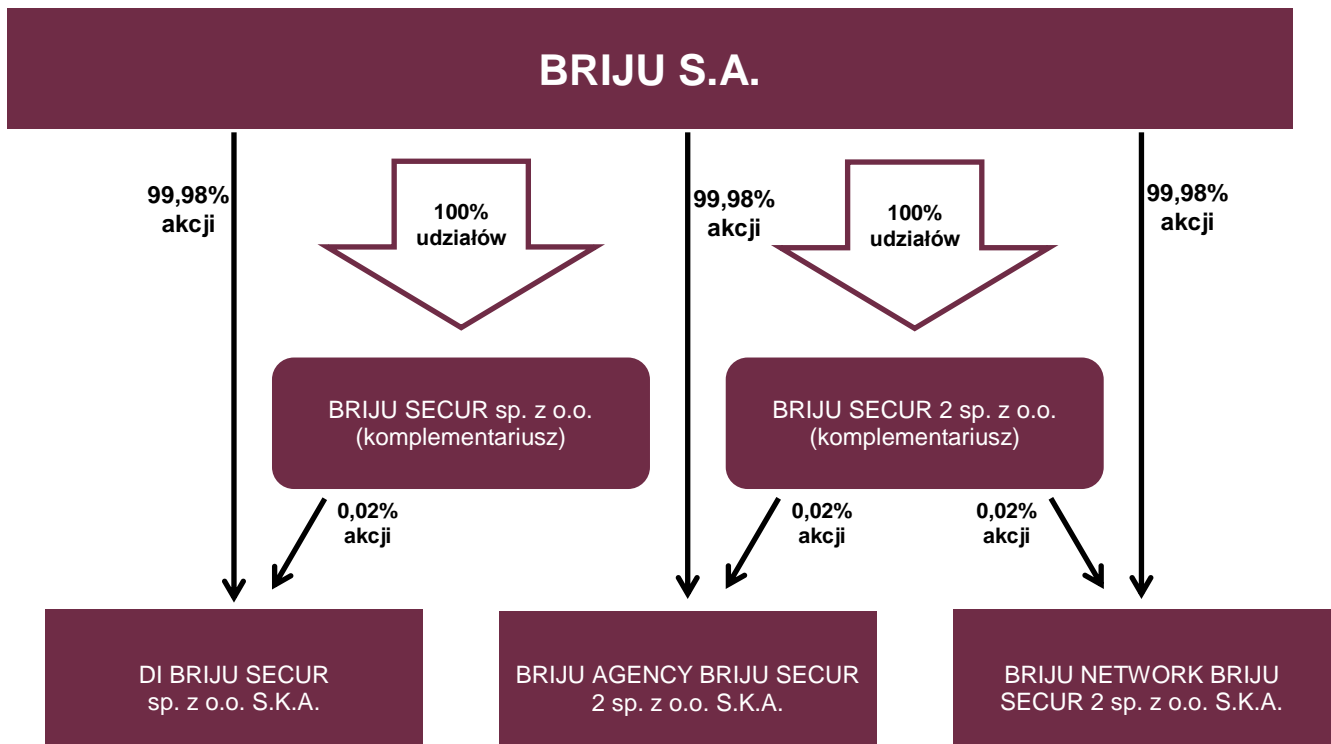 BRIJU S.A.
99,98%
akcji
100%
udziałów
99,98%
akcji
100%
udziałów
99,98%
akcji
BRIJU SECUR sp. z o.o.
(komplementariusz)
BRIJU SECUR 2 sp. z o.o.
(komplementariusz)
0,02%
akcji
0,02%
akcji
0,02%
akcji
DI BRIJU SECUR
sp. z o.o. S.K.A.
BRIJU AGENCY BRIJU SECUR
2 sp. z o.o. S.K.A.
BRIJU NETWORK BRIJU
SECUR 2 sp. z o.o. S.K.A.